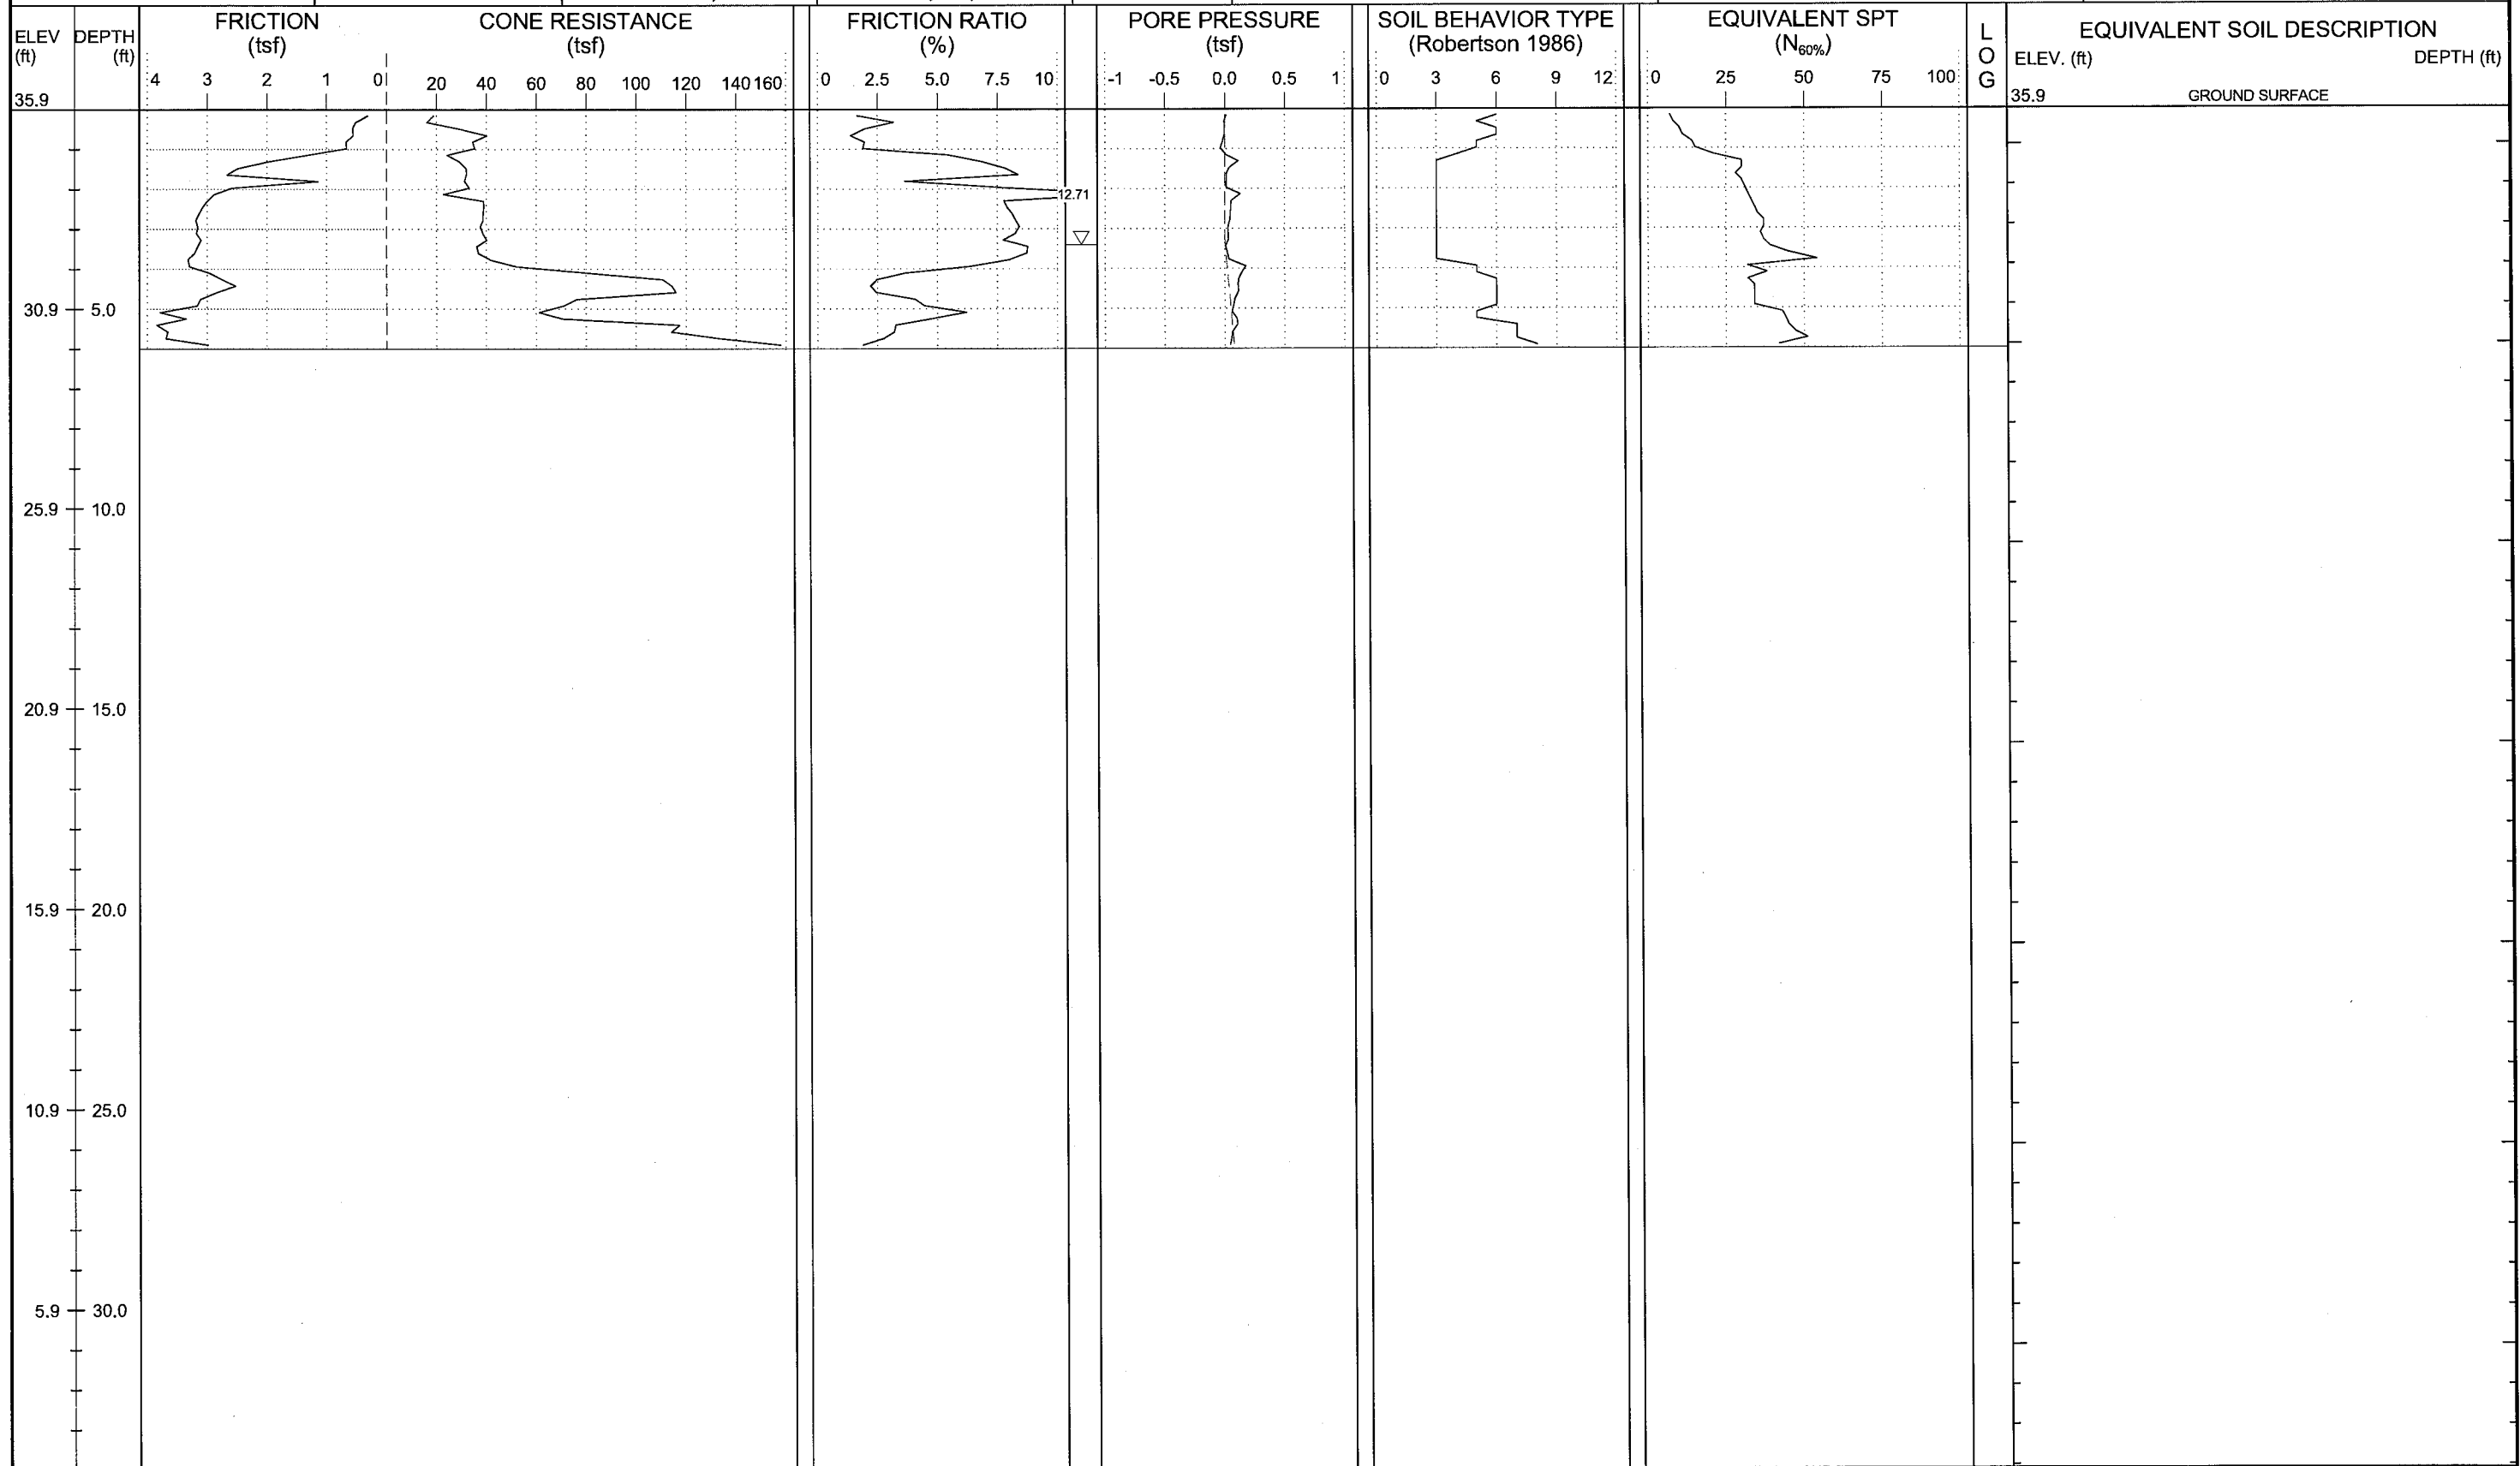 ELEV
(ft)
DEPTH
(ft)
FRICTION
(tsf)
CONE RESISTANCE
(tsf)
FRICTION RATIO
(%)
PORE PRESSURE
(tsf)
SOIL BEHAVIOR TYPE
(Robertson 1986)
EQUIVALENT SPT
(N60%)
L
O
G
EQUIVALENT SOIL DESCRIPTION
ELEV. (ft) DEPTH (ft)
4 3 2 1 0 20 40 60 80 100 120 140 160
0 2.5 5.0 7.5 10
-1 -0.5 0.0 0.5 1
0 3 6 9 12
0 25 50 75 100
35.9
35.9 GROUND SURFACE
12.71
30.9 5.0
25.9 10.0
20.9 15.0
15.9 20.0
10.9 25.0
5.9 30.0